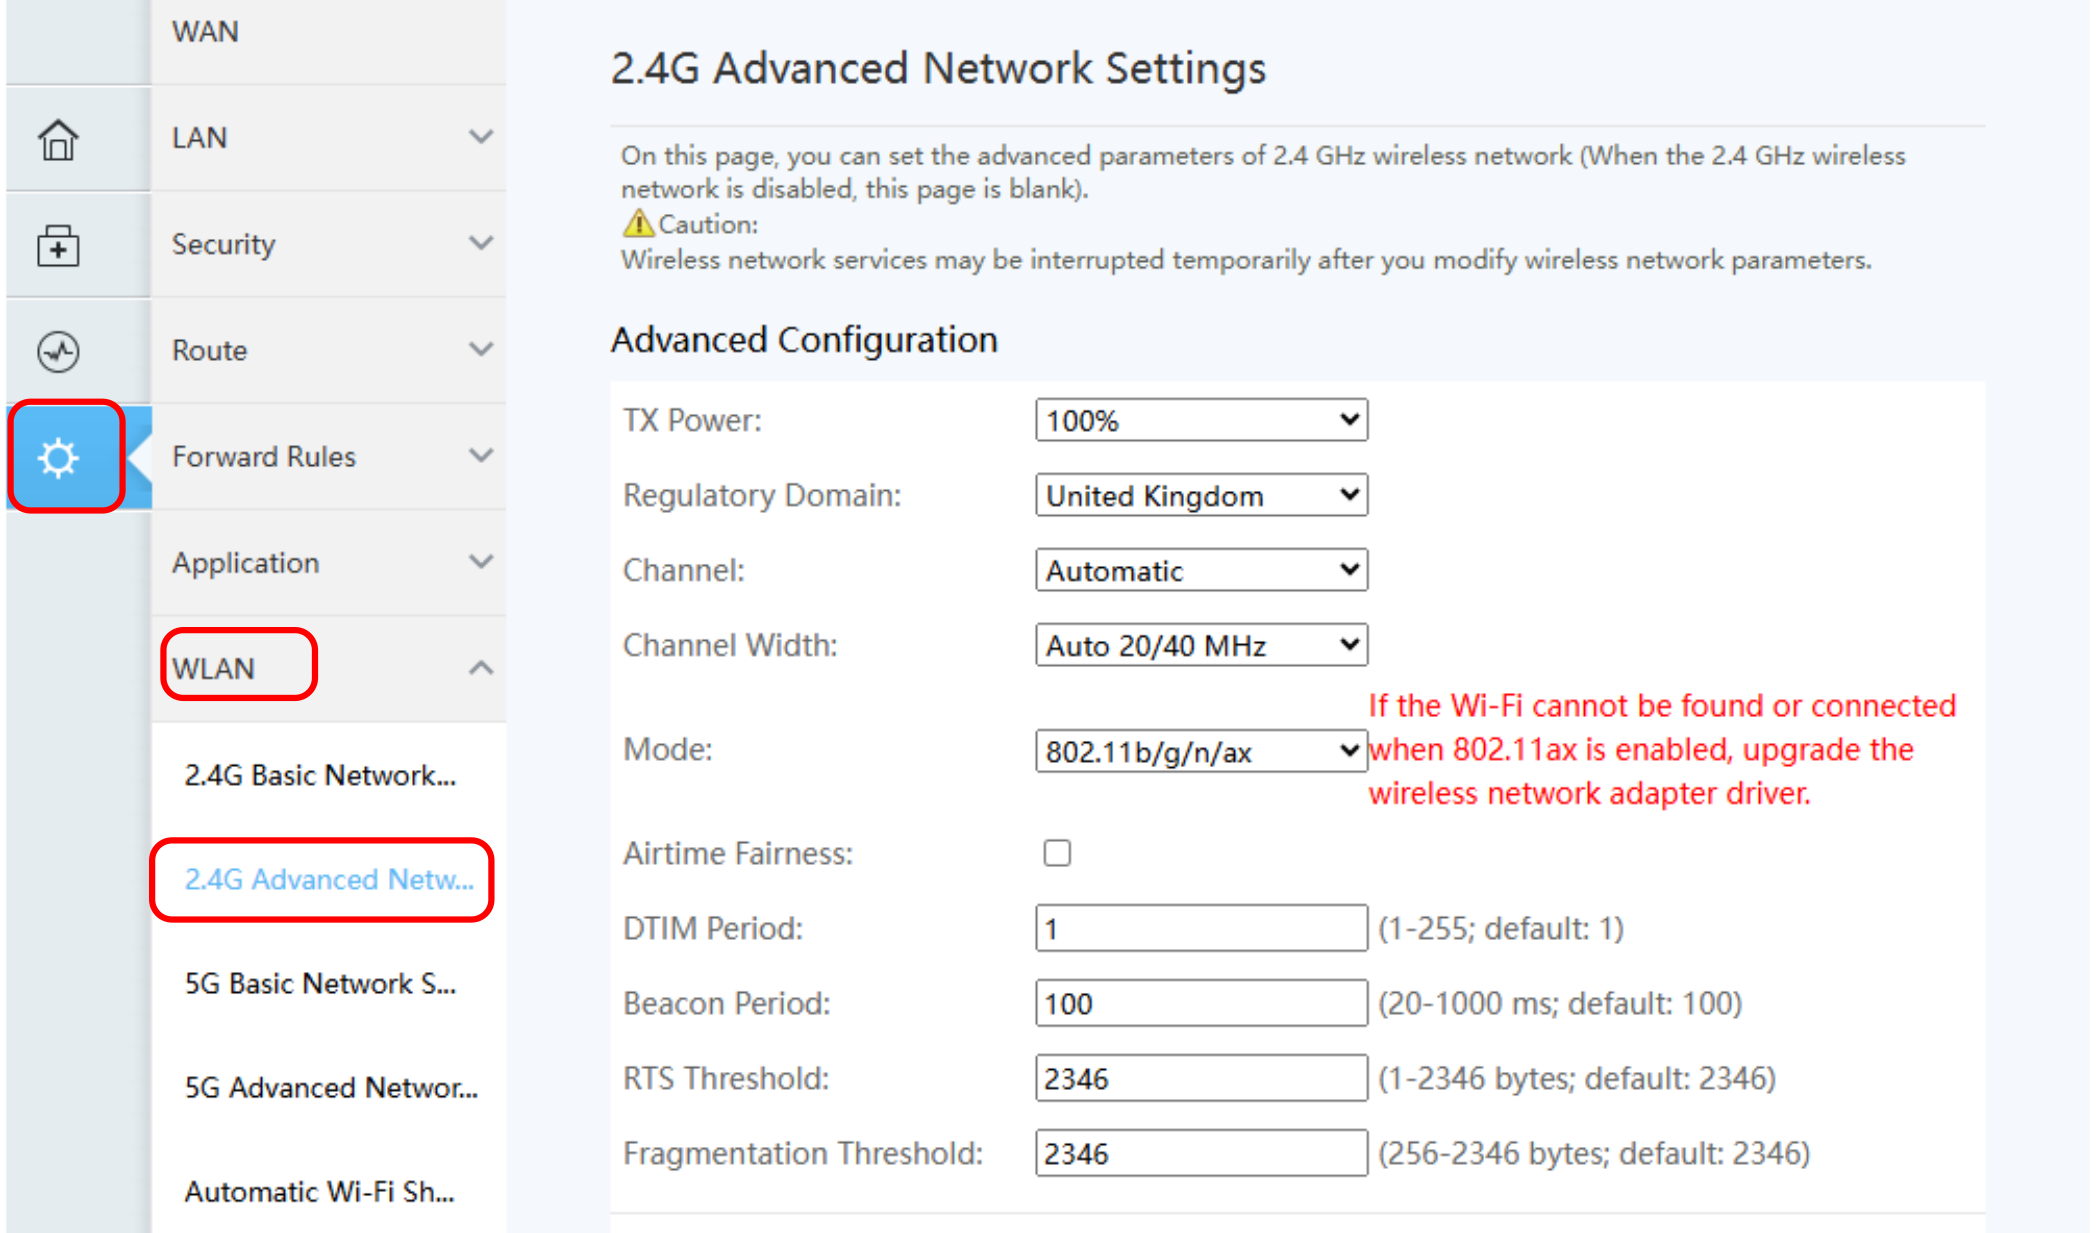 WAN
LAN
Security
Route
Forward Rules
Application
WLAN
2.4G Basic Network...
2.4G Advanced Netw...
5G Basic Network S...
5G Advanced Networ...
Automatic Wi-Fi Sh...
2.4G Advanced Network Settings
On this page, you can set the advanced parameters of 2.4 GHz wireless network (When the 2.4 GHz wireless
network is disabled, this page is blank).
Caution:
Wireless network services may be interrupted temporarily after you modify wireless network parameters.
Advanced Configuration
TX Power: 100%
Regulatory Domain: United Kingdom
Channel: Automatic
Channel Width: Auto 20/40 MHz
Mode: 802.11b/g/n/ax
If the Wi-Fi cannot be found or connected
when 802.11ax is enabled, upgrade the
wireless network adapter driver.
Airtime Fairness:
DTIM Period: 1 (1-255; default: 1)
Beacon Period: 100 (20-1000 ms; default: 100)
RTS Threshold: 2346 (1-2346 bytes; default: 2346)
Fragmentation Threshold: 2346 (256-2346 bytes; default: 2346)